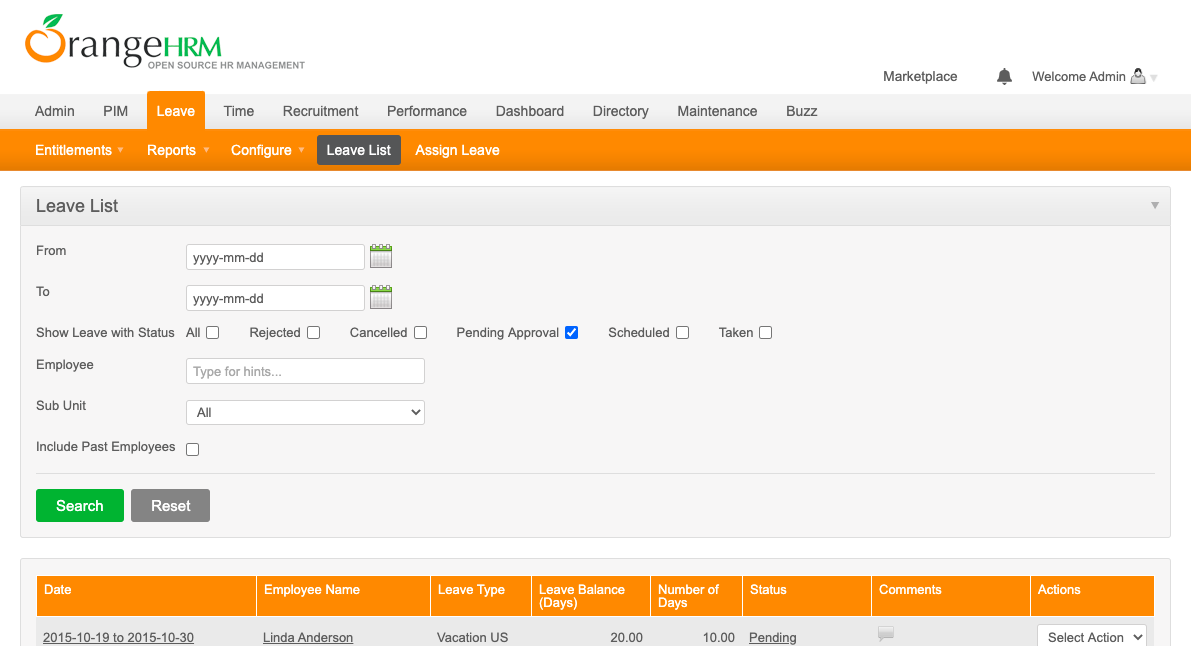 OrangeHRM
OPEN SOURCE HR MANAGEMENT
Marketplace Welcome Admin
Admin PIM Leave Time Recruitment Performance Dashboard Directory Maintenance Buzz
Entitlements Reports Configure Leave List Assign Leave
Leave List
From yyyy-mm-dd
To yyyy-mm-dd
Show Leave with Status All Rejected Cancelled Pending Approval Scheduled Taken
Employee Type for hints...
Sub Unit All
Include Past Employees
Search Reset
Date Employee Name Leave Type Leave Balance (Days) Number of Days Status Comments Actions
2015-10-19 to 2015-10-30 Linda Anderson Vacation US 20.00 10.00 Pending Select Action